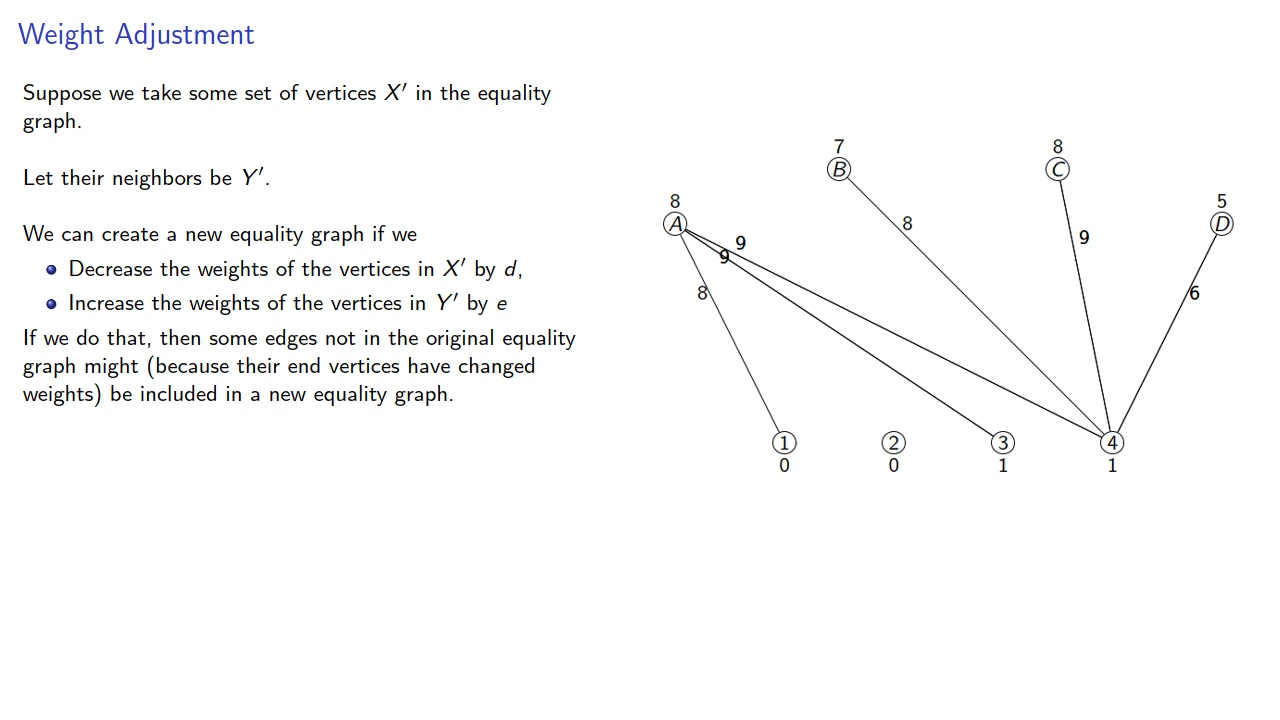 Weight Adjustment
Suppose we take some set of vertices X′ in the equality
graph.
Let their neighbors be Y′.
We can create a new equality graph if we
Decrease the weights of the vertices in X′ by d,
Increase the weights of the vertices in Y′ by e
If we do that, then some edges not in the original equality
graph might (because their end vertices have changed
weights) be included in a new equality graph.
7
B
8
C
8
A
5
D
8
9
9
9
8
6
1
0
2
0
3
1
4
1